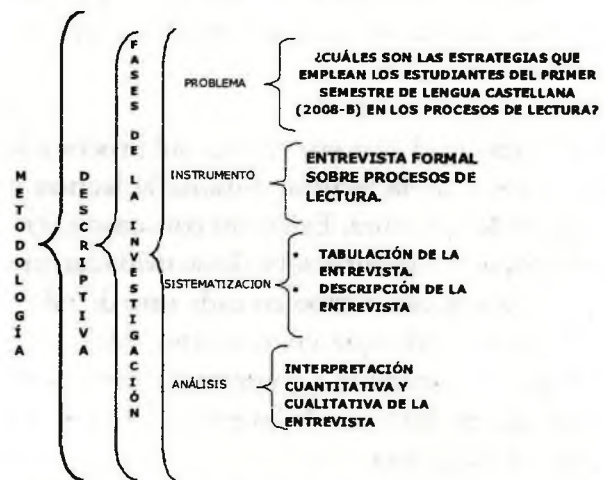 METODOLOGÍA
DESCRIPTIVA
FASES DE LA INVESTIGACIÓN
PROBLEMA
¿CUÁLES SON LAS ESTRATEGIAS QUE
EMPLEAN LOS ESTUDIANTES DEL PRIMER
SEMESTRE DE LENGUA CASTELLANA
(2008-B) EN LOS PROCESOS DE LECTURA?
INSTRUMENTO
ENTREVISTA FORMAL
SOBRE PROCESOS DE
LECTURA.
SISTEMATIZACION
• TABULACIÓN DE LA
ENTREVISTA.
• DESCRIPCIÓN DE LA
ENTREVISTA
ANÁLISIS
INTERPRETACIÓN
CUANTITATIVA Y
CUALITATIVA DE LA
ENTREVISTA